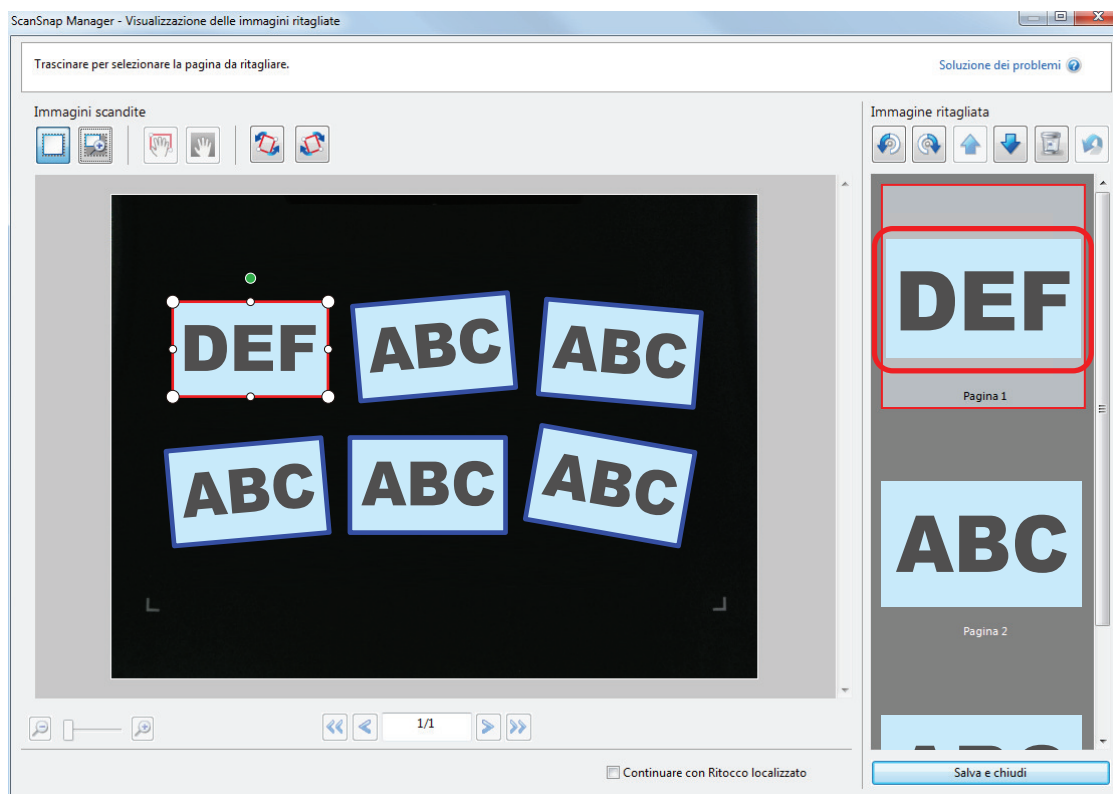 ScanSnap Manager - Visualizzazione delle immagini ritagliate
Trascinare per selezionare la pagina da ritagliare.
Soluzione dei problemi
Immagini scandite
Immagine ritagliata
DEF
ABC
ABC
ABC
ABC
ABC
1/1
DEF
Pagina 1
ABC
Pagina 2
ABC
Continuare con Ritocco localizzato
Salva e chiudi